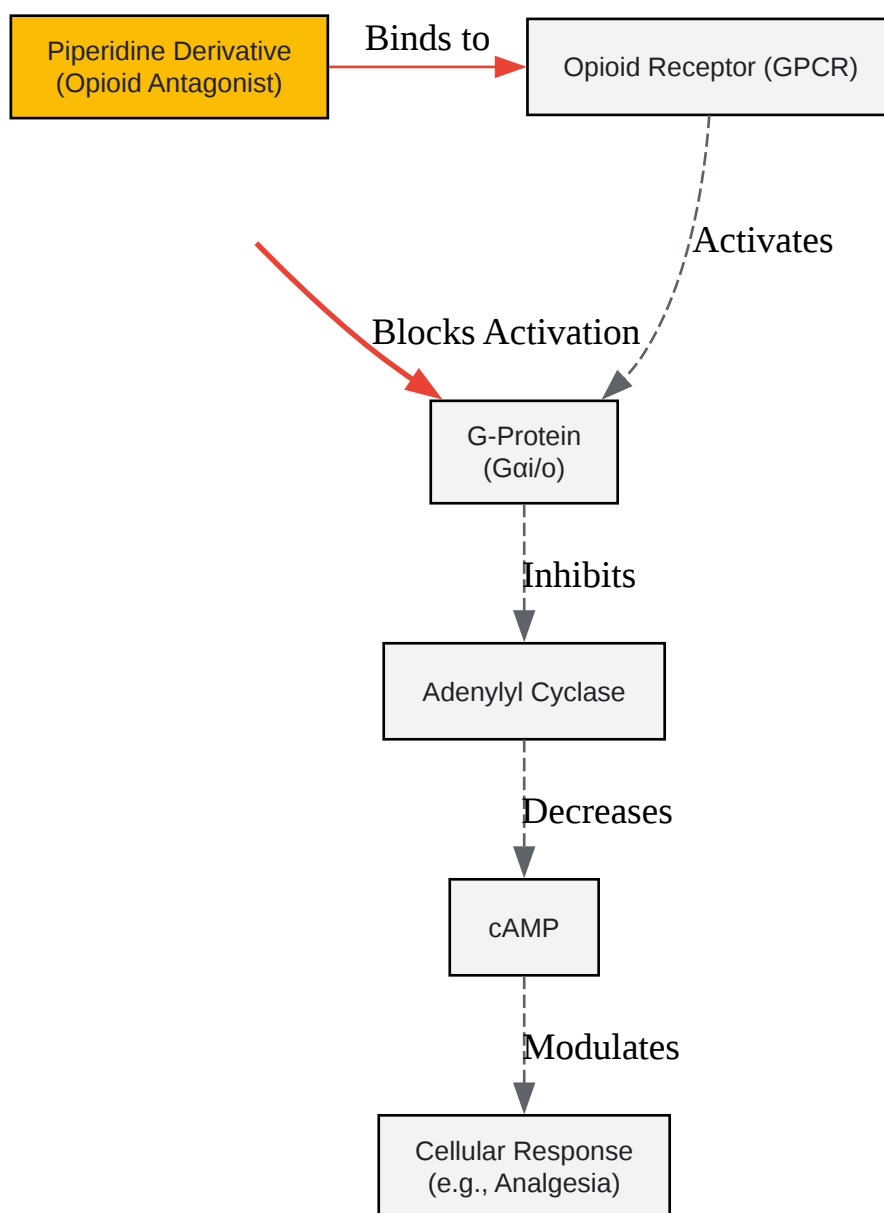 Piperidine Derivative
(Opioid Antagonist)
Binds to
Opioid Receptor (GPCR)
Activates
Blocks Activation
G-Protein
(Gαi/o)
Inhibits
Adenylyl Cyclase
Decreases
cAMP
Modulates
Cellular Response
(e.g., Analgesia)